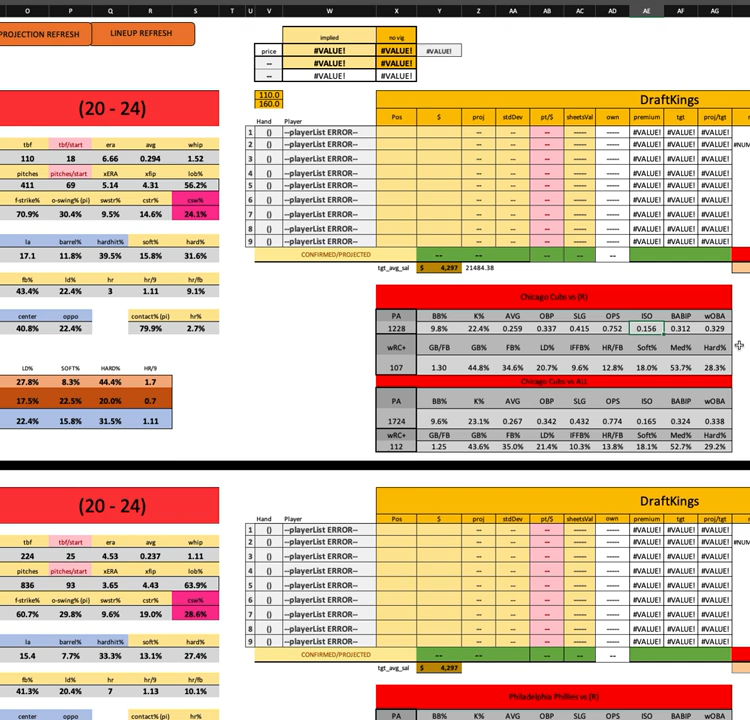 O P Q R S T U V W X Y Z AA AB AC AD AE AF AG
PROJECTION REFRESH LINEUP REFRESH
implied no vig
price #VALUE! #VALUE! #VALUE!
-- #VALUE! #VALUE!
-- #VALUE! #VALUE!
(20 - 24) 110.0 DraftKings
160.0
Hand Player Pos $ proj stdDev pt/$ sheetsVal own premium tgt proj/tgt
tbf tbf/start era avg whip
110 18 6.66 0.294 1.52
pitches pitches/start xERA xfip lob%
411 69 5.14 4.31 56.2%
f-strike% o-swing% (pi) swstr% cstr% csw%
70.9% 30.4% 9.5% 14.6% 24.1%
la barrel% hardhit% soft% hard%
17.1 11.8% 39.5% 15.8% 31.6%
fb% ld% hr hr/9 hr/fb
43.4% 22.4% 3 1.11 9.1%
center oppo contact% (pi) hr%
40.8% 22.4% 79.9% 2.7%
LD% SOFT% HARD% HR/9
27.8% 8.3% 44.4% 1.7
17.5% 22.5% 20.0% 0.7
22.4% 15.8% 31.5% 1.11
1 () --playerList ERROR-- -- -- -- ----- ----- #VALUE! #VALUE! #VALUE!
2 () --playerList ERROR-- -- -- -- ----- ----- #VALUE! #VALUE! #VALUE! #NUM
3 () --playerList ERROR-- -- -- -- ----- ----- #VALUE! #VALUE! #VALUE!
4 () --playerList ERROR-- -- -- -- ----- ----- #VALUE! #VALUE! #VALUE!
5 () --playerList ERROR-- -- -- -- ----- ----- #VALUE! #VALUE! #VALUE!
6 () --playerList ERROR-- -- -- -- ----- ----- #VALUE! #VALUE! #VALUE!
7 () --playerList ERROR-- -- -- -- ----- ----- #VALUE! #VALUE! #VALUE!
8 () --playerList ERROR-- -- -- -- ----- ----- #VALUE! #VALUE! #VALUE!
9 () --playerList ERROR-- -- -- -- ----- ----- #VALUE! #VALUE! #VALUE!
CONFIRMED/PROJECTED -- -- -- -- --
tgt_avg_sal $ 4,297 21484.38
Chicago Cubs vs (R)
PA BB% K% AVG OBP SLG OPS ISO BABIP wOBA
1228 9.8% 22.4% 0.259 0.337 0.415 0.752 0.156 0.312 0.329
wRC+ GB/FB GB% FB% LD% IFFB% HR/FB Soft% Med% Hard%
107 1.30 44.8% 34.6% 20.7% 9.6% 12.8% 18.0% 53.7% 28.3%
Chicago Cubs vs ALL
PA BB% K% AVG OBP SLG OPS ISO BABIP wOBA
1724 9.6% 23.1% 0.267 0.342 0.432 0.774 0.165 0.324 0.338
wRC+ GB/FB GB% FB% LD% IFFB% HR/FB Soft% Med% Hard%
112 1.25 43.6% 35.0% 21.4% 10.3% 13.8% 18.1% 52.7% 29.2%
(20 - 24) DraftKings
Hand Player Pos $ proj stdDev pt/$ sheetsVal own premium tgt proj/tgt
tbf tbf/start era avg whip
224 25 4.53 0.237 1.11
pitches pitches/start xERA xfip lob%
836 93 3.65 4.43 63.9%
f-strike% o-swing% (pi) swstr% cstr% csw%
60.7% 29.8% 9.6% 19.0% 28.6%
la barrel% hardhit% soft% hard%
15.4 7.7% 33.3% 13.1% 27.4%
fb% ld% hr hr/9 hr/fb
41.3% 20.4% 7 1.13 10.1%
center oppo contact% (pi) hr%
1 () --playerList ERROR-- -- -- -- ----- ----- #VALUE! #VALUE! #VALUE!
2 () --playerList ERROR-- -- -- -- ----- ----- #VALUE! #VALUE! #VALUE! #NUM
3 () --playerList ERROR-- -- -- -- ----- ----- #VALUE! #VALUE! #VALUE!
4 () --playerList ERROR-- -- -- -- ----- ----- #VALUE! #VALUE! #VALUE!
5 () --playerList ERROR-- -- -- -- ----- ----- #VALUE! #VALUE! #VALUE!
6 () --playerList ERROR-- -- -- -- ----- ----- #VALUE! #VALUE! #VALUE!
7 () --playerList ERROR-- -- -- -- ----- ----- #VALUE! #VALUE! #VALUE!
8 () --playerList ERROR-- -- -- -- ----- ----- #VALUE! #VALUE! #VALUE!
9 () --playerList ERROR-- -- -- -- ----- ----- #VALUE! #VALUE! #VALUE!
CONFIRMED/PROJECTED -- -- -- -- --
tgt_avg_sal $ 4,297
Philadelphia Phillies vs (R)
PA BB% K% AVG OBP SLG OPS ISO BABIP wOBA